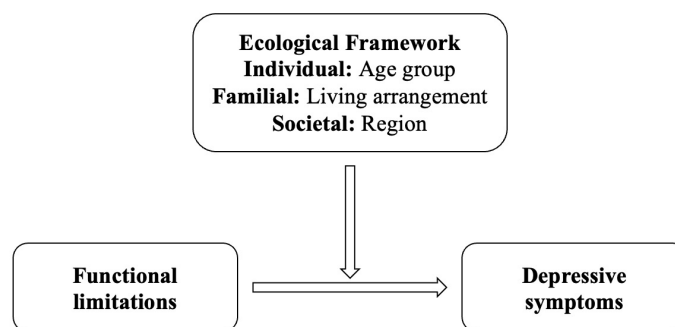 Ecological Framework
Individual: Age group
Familial: Living arrangement
Societal: Region
Functional
limitations
Depressive
symptoms